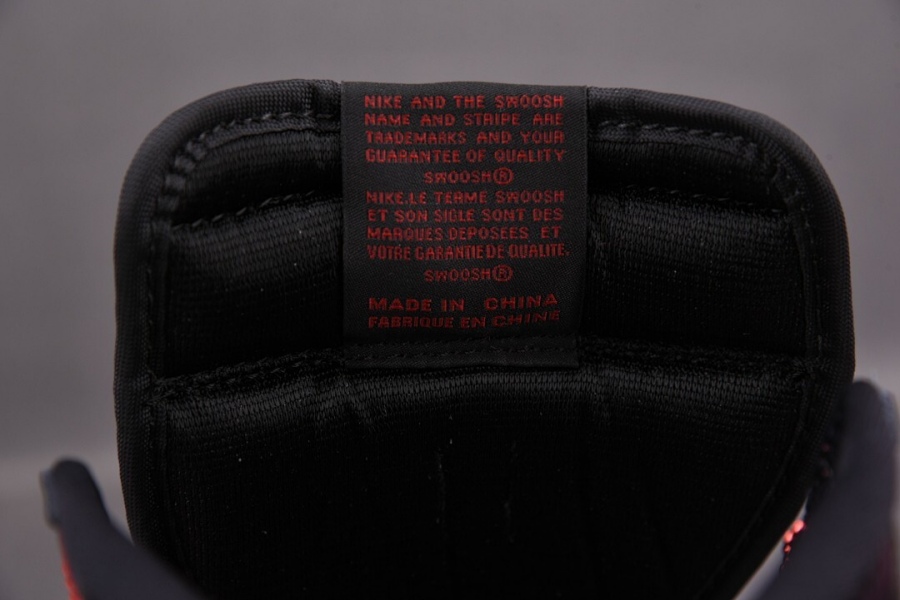 NIKE AND THE SWOOSH
NAME AND STRIPE ARE
TRADEMARKS AND YOUR
GUARANTEE OF QUALITY
SWOOSH®
NIKE.LE TERME SWOOSH
ET SON SIGLE SONT DES
MARQUES DEPOSEES ET
VOTRE GARANTIE DE QUALITE.
SWOOSH®
MADE IN CHINA
FABRIQUE EN CHINE